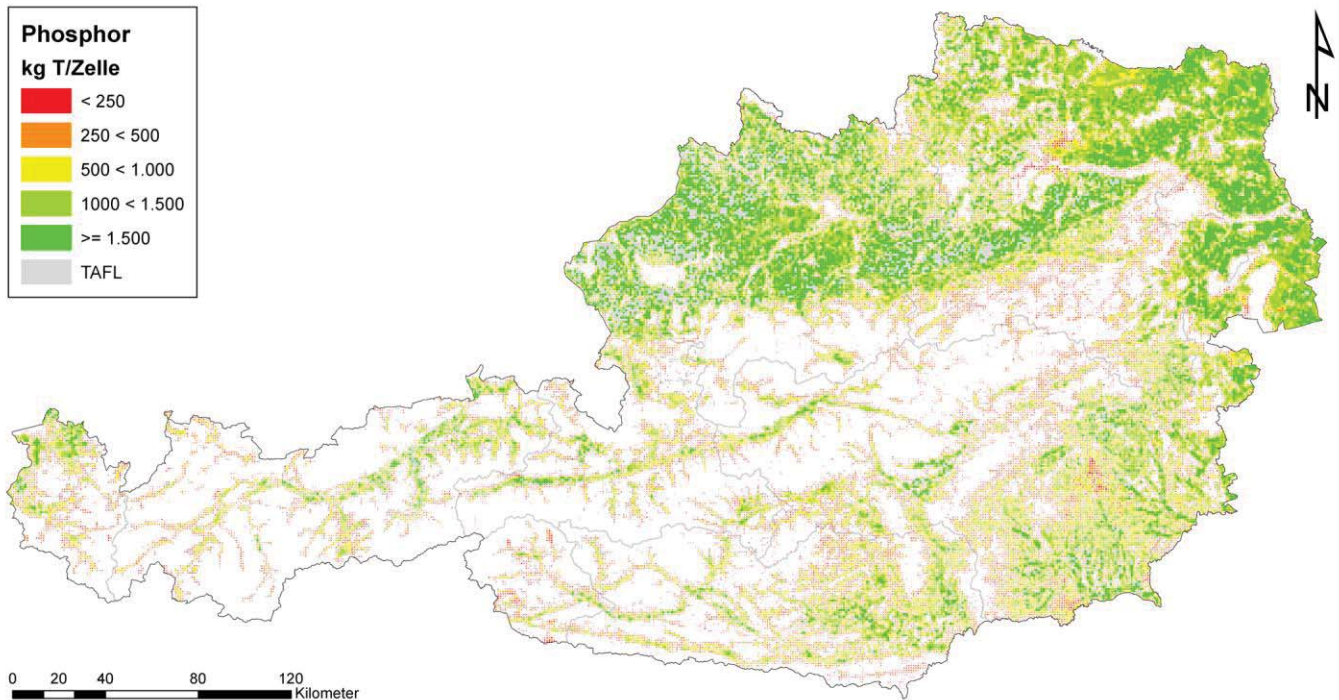 Phosphor
kg T/Zelle
< 250
250 < 500
500 < 1.000
1000 < 1.500
>= 1.500
TAFL
N
0 20 40 80 120
Kilometer